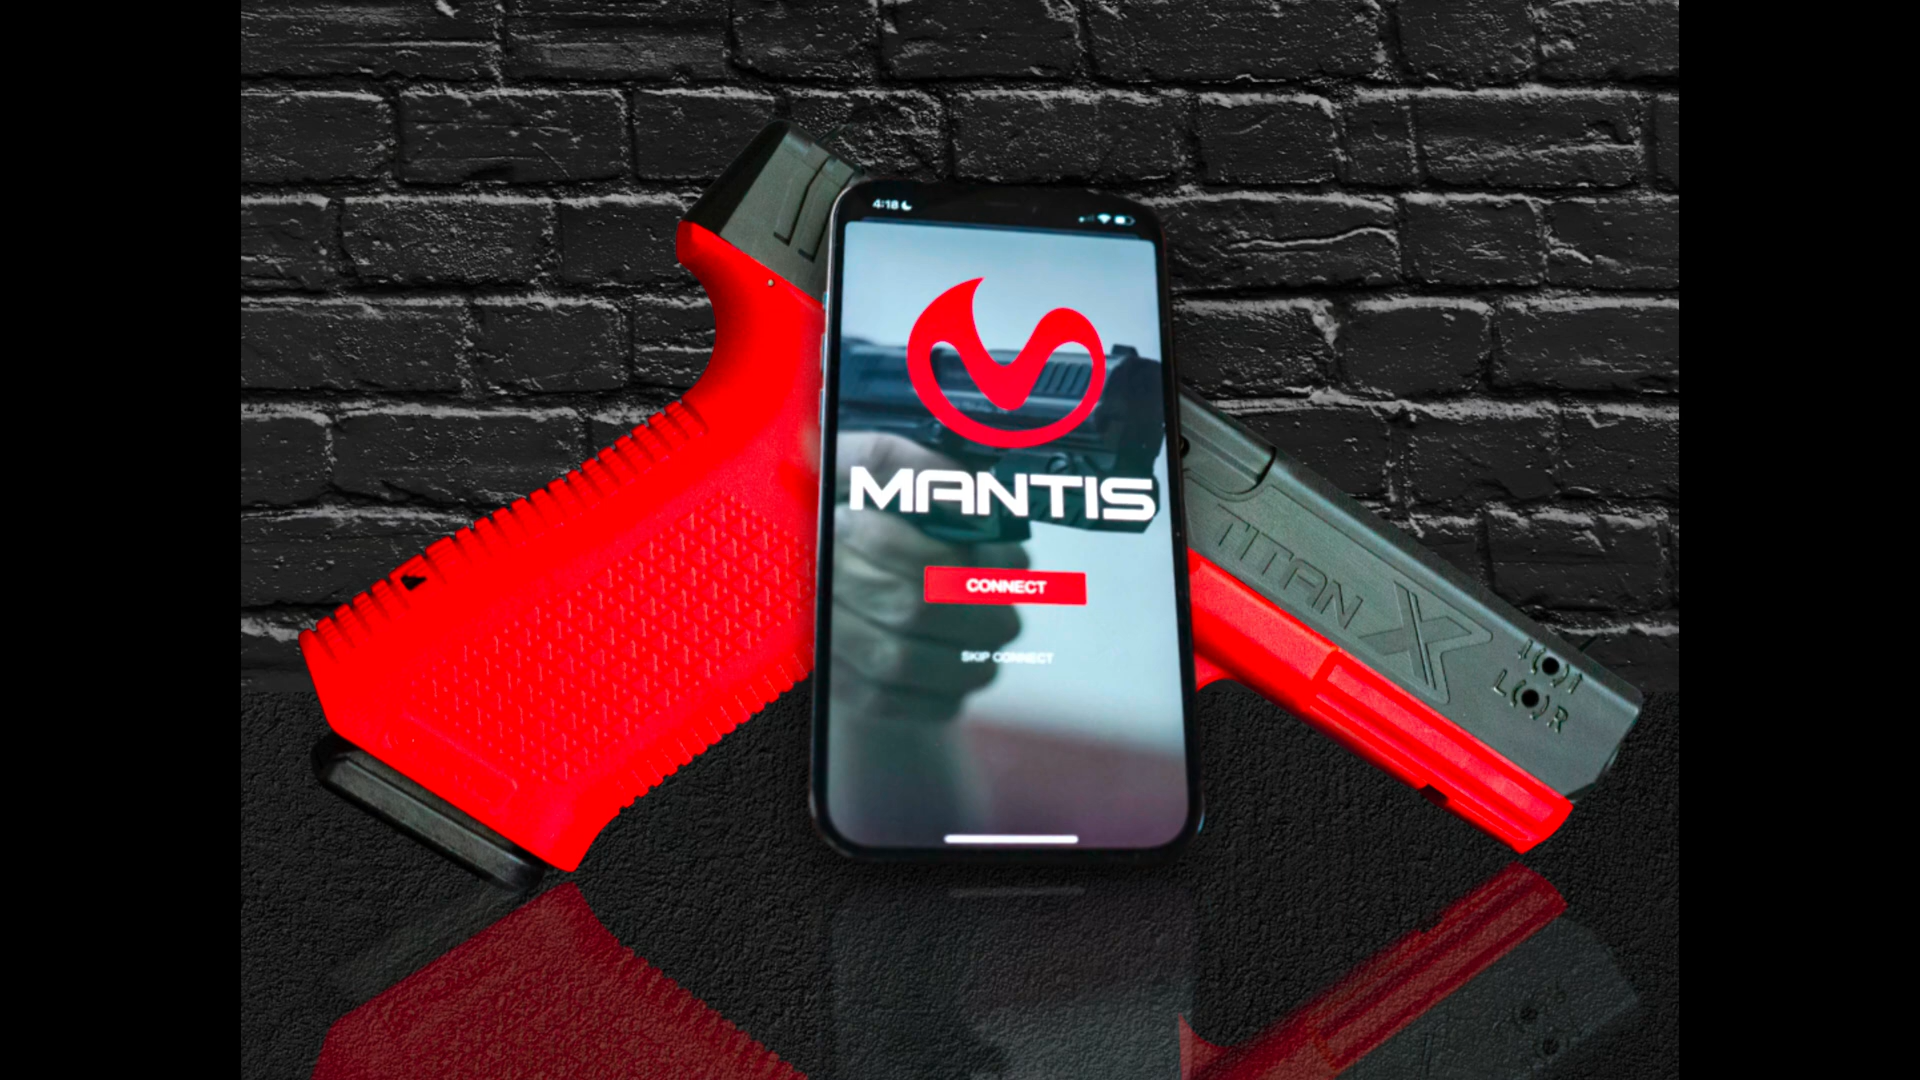 4:18
MANTIS
CONNECT
SKIP CONNECT
TITAN X
L R